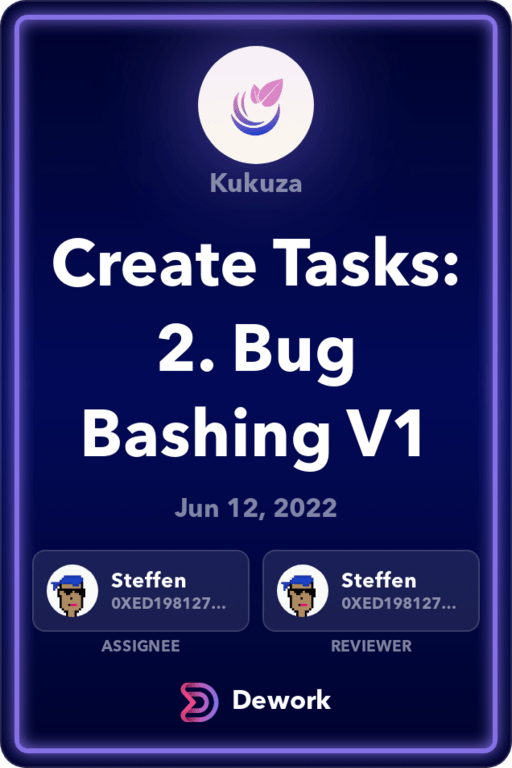 Kukuza
Create Tasks:
2. Bug
Bashing V1
Jun 12, 2022
Steffen
0XED198127...
Steffen
0XED198127...
ASSIGNEE
REVIEWER
Dework